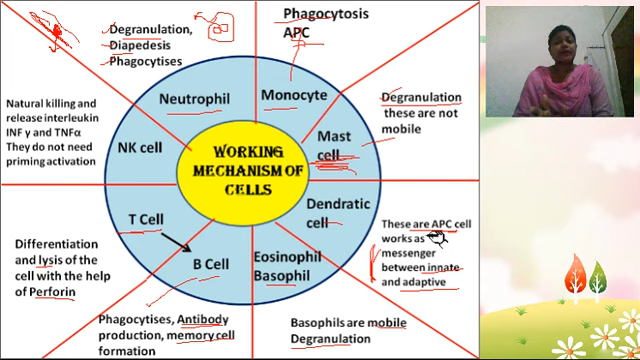 Degranulation,
Diapedesis
Phagocytises
Phagocytosis
APC
Neutrophil
Monocyte
Degranulation
these are not
mobile
Mast
cell
Natural killing and
release interleukin
INF γ and TNFα
They do not need
priming activation
NK cell
WORKING
MECHANISM OF
CELLS
Dendratic
cell
These are APC cell
works as
messenger
between innate
and adaptive
T Cell
B Cell
Eosinophil
Basophil
Differentiation
and lysis of the
cell with the help
of Perforin
Phagocytises, Antibody
production, memory cell
formation
Basophils are mobile
Degranulation